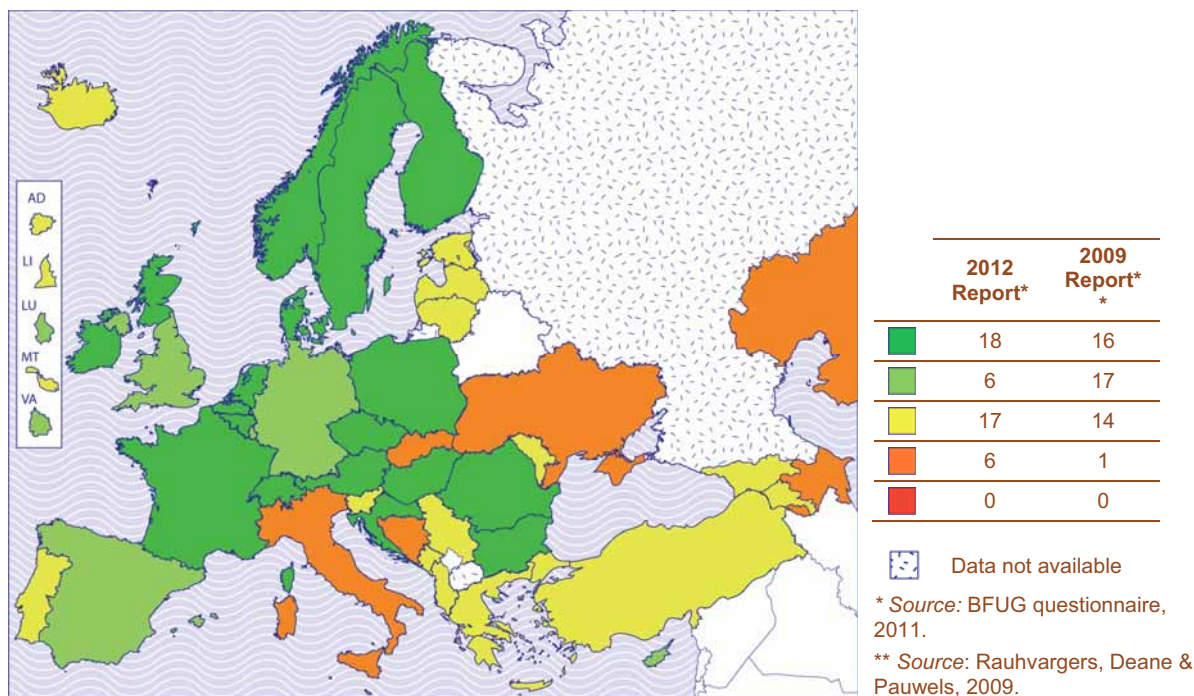 AD
LI
LU
MT
VA
2012 Report*
2009 Report* *
18 16
6 17
17 14
6 1
0 0
Data not available
* Source: BFUG questionnaire,
2011.
** Source: Rauhvargers, Deane &
Pauwels, 2009.